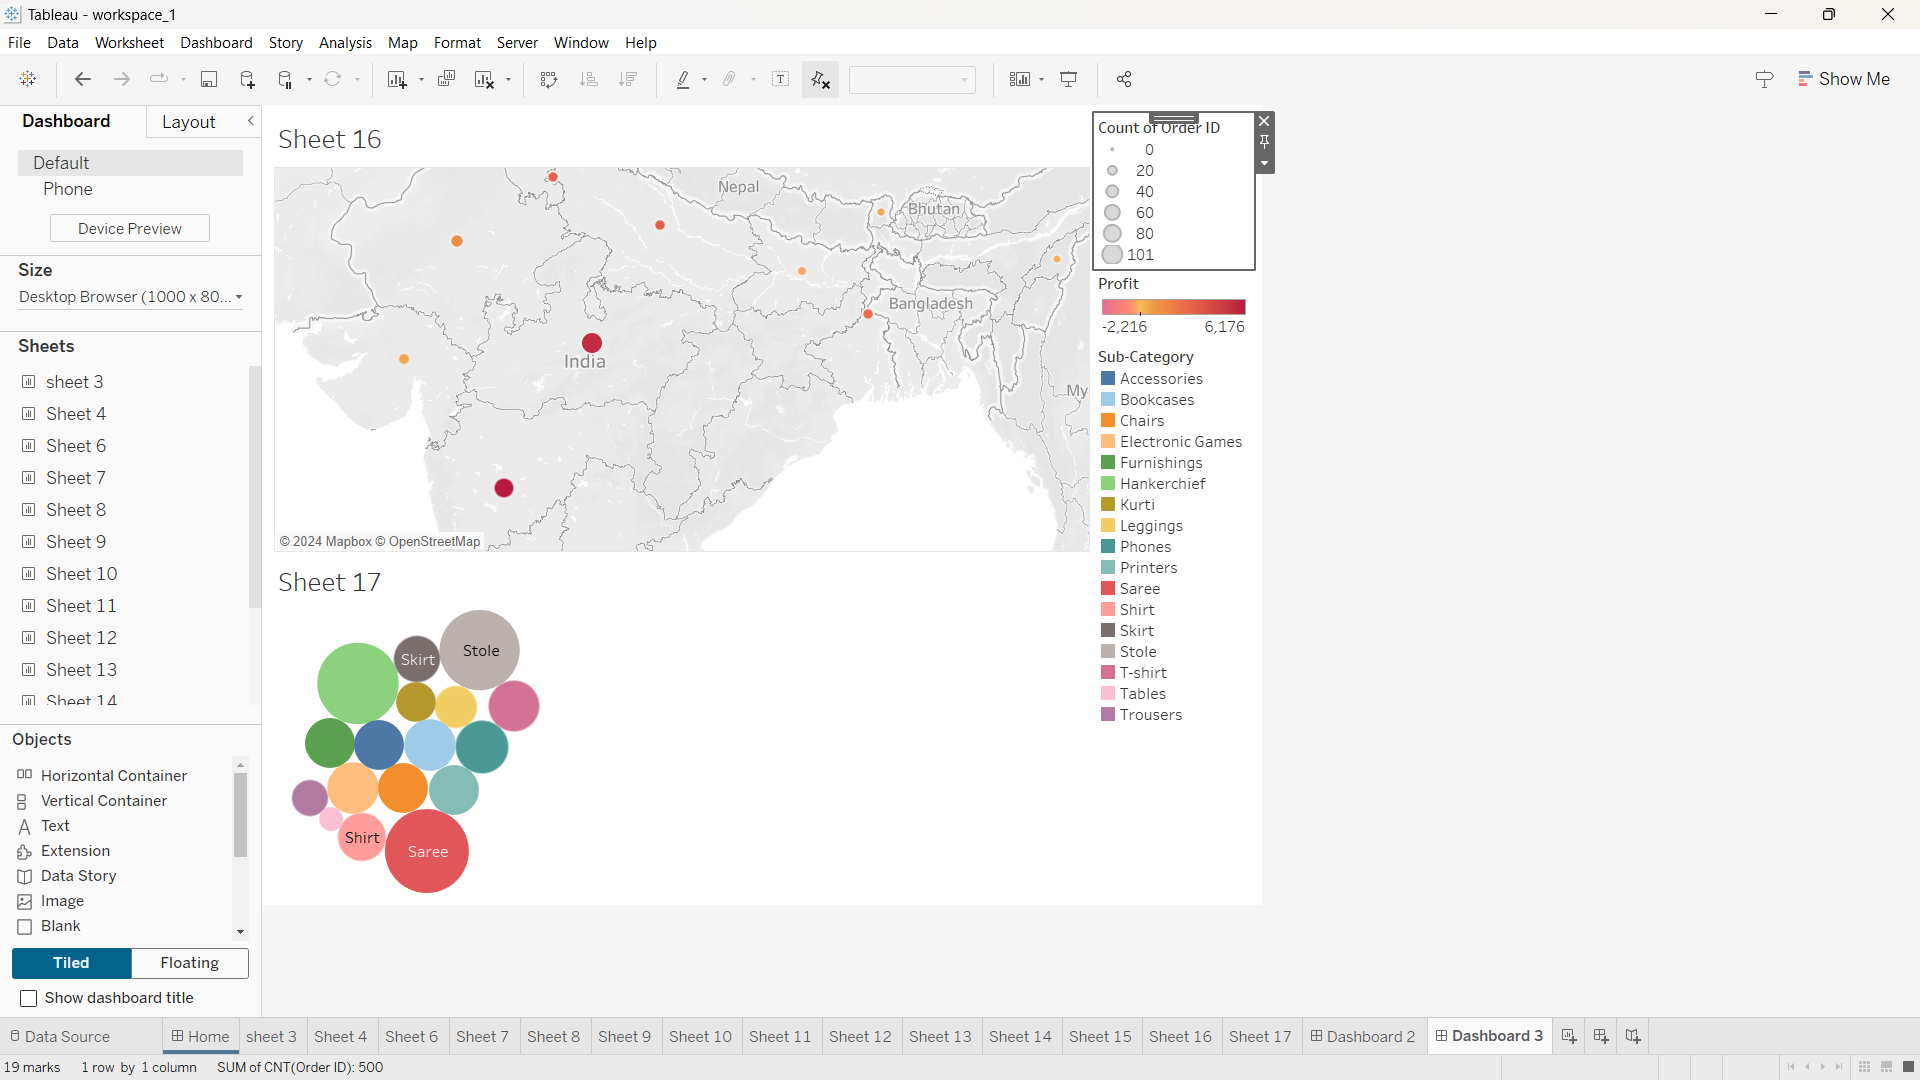 Tableau - workspace_1
File Data Worksheet Dashboard Story Analysis Map Format Server Window Help
Show Me
Dashboard Layout
Default
Phone
Device Preview
Size
Desktop Browser (1000 x 80...
Sheets
sheet 3
Sheet 4
Sheet 6
Sheet 7
Sheet 8
Sheet 9
Sheet 10
Sheet 11
Sheet 12
Sheet 13
Sheet 14
Objects
Horizontal Container
Vertical Container
Text
Extension
Data Story
Image
Blank
Tiled Floating
Show dashboard title
Sheet 16
Nepal
Bhutan
Bangladesh
India
My
© 2024 Mapbox © OpenStreetMap
Sheet 17
Stole
Skirt
Shirt
Saree
Count of Order ID
0
20
40
60
80
101
Profit
-2,216 6,176
Sub-Category
Accessories
Bookcases
Chairs
Electronic Games
Furnishings
Hankerchief
Kurti
Leggings
Phones
Printers
Saree
Shirt
Skirt
Stole
T-shirt
Tables
Trousers
Data Source Home sheet 3 Sheet 4 Sheet 6 Sheet 7 Sheet 8 Sheet 9 Sheet 10 Sheet 11 Sheet 12 Sheet 13 Sheet 14 Sheet 15 Sheet 16 Sheet 17 Dashboard 2 Dashboard 3
19 marks 1 row by 1 column SUM of CNT(Order ID): 500